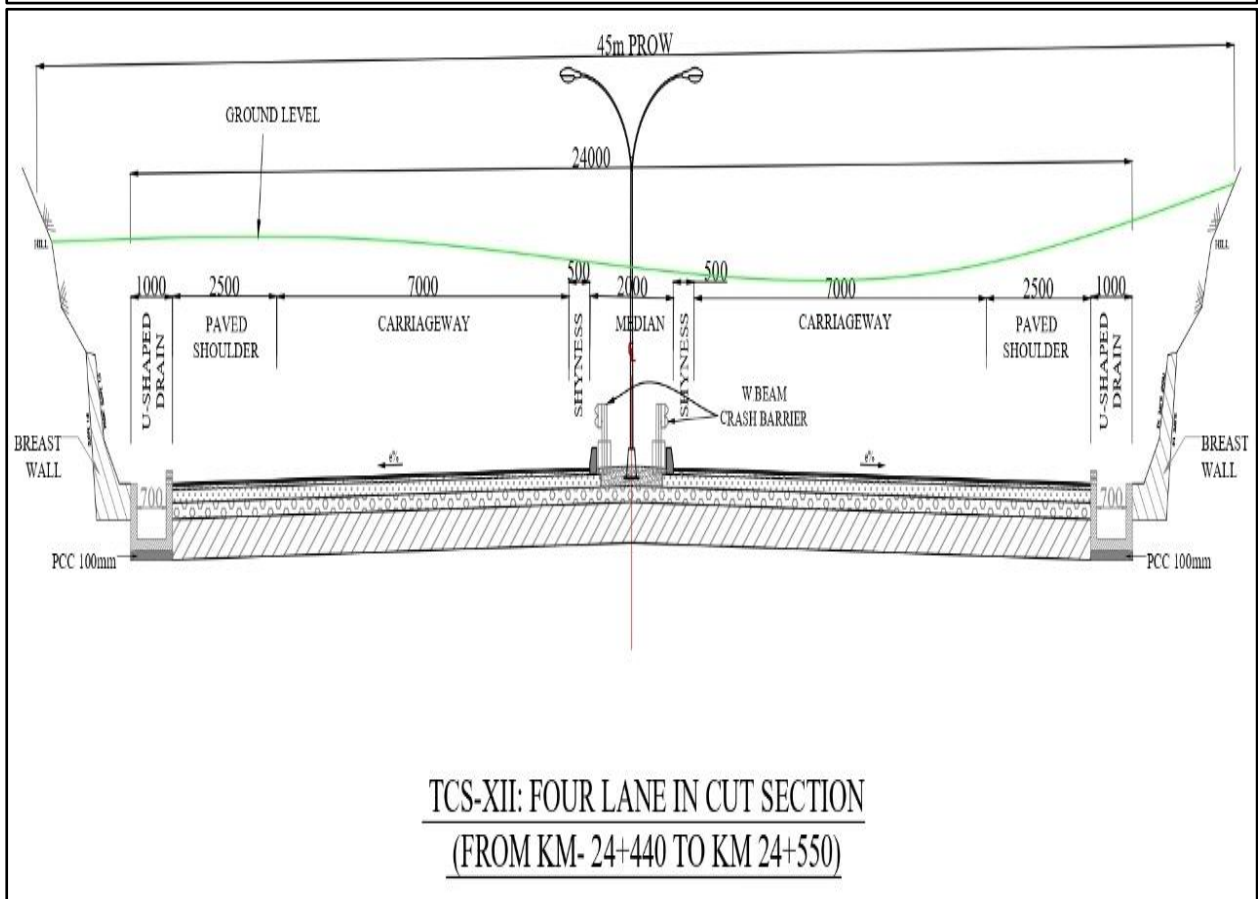 45m PROW
GROUND LEVEL
24000
HILL
HILL
1000
2500
7000
500
2000
500
7000
2500
1000
U-SHAPED
DRAIN
PAVED
SHOULDER
CARRIAGEWAY
SHYNESS
MEDIAN
SHYNESS
CARRIAGEWAY
PAVED
SHOULDER
U-SHAPED
DRAIN
W BEAM
CRASH BARRIER
BREAST
WALL
BREAST
WALL
e%
e%
700
700
PCC 100mm
PCC 100mm
TCS-XII: FOUR LANE IN CUT SECTION
(FROM KM- 24+440 TO KM 24+550)